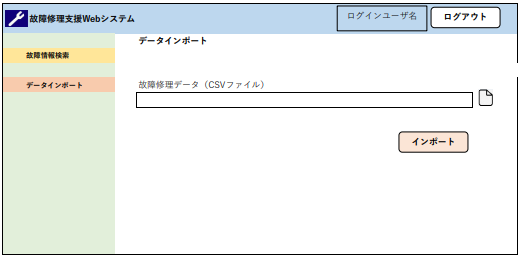 故障修理支援Webシステム
ログインユーザ名
ログアウト
データインポート
故障情報検索
データインポート
故障修理データ（CSVファイル）
インポート